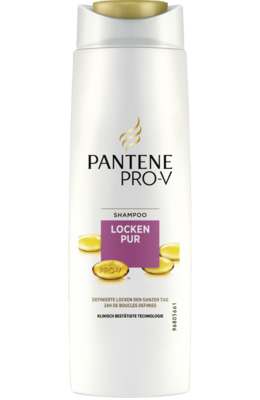 PANTENE
PRO-V
SHAMPOO
LOCKEN
PUR
PRO-V
DEFINIERTE LOCKEN DEN GANZEN TAG
24H DE BOUCLES DEFINIES
KLINISCH BESTÄTIGTE TECHNOLOGIE
96805661